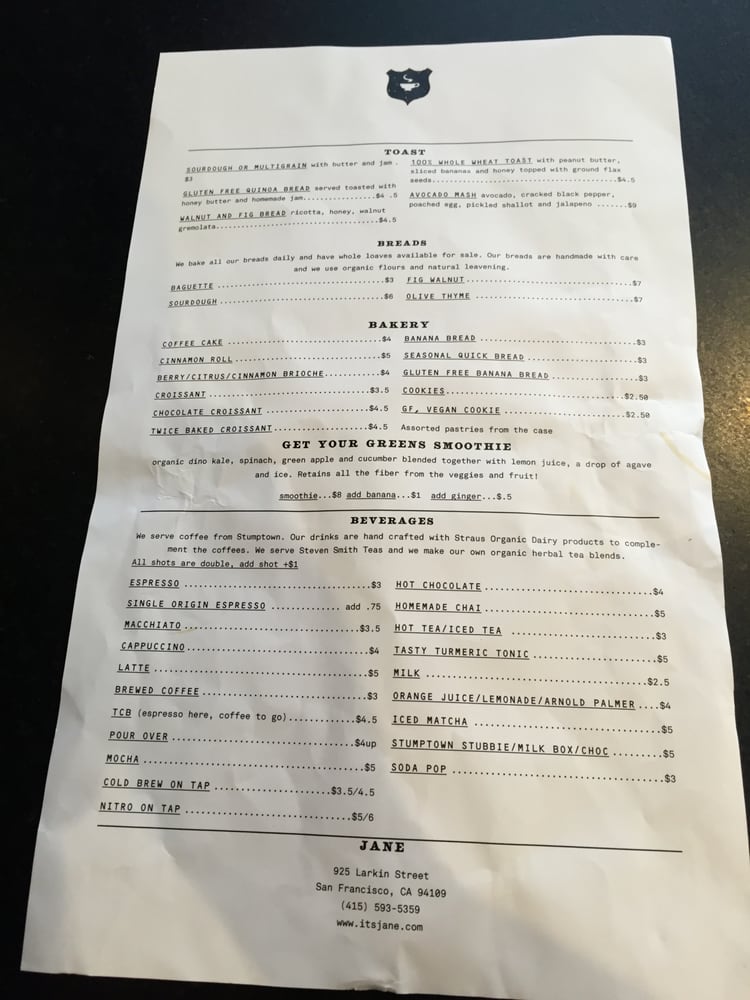 TOAST
SOURDOUGH OR MULTIGRAIN with butter and jam .
$3
GLUTEN FREE QUINOA BREAD served toasted with
honey butter and homemade jam...............$4 .5
WALNUT AND FIG BREAD ricotta, honey, walnut
gremolata...................................$4.5
100% WHOLE WHEAT TOAST with peanut butter,
sliced bananas and honey topped with ground flax
seeds.......................................$4.5
AVOCADO MASH avocado, cracked black pepper,
poached egg, pickled shallot and jalapeño .......$9
BREADS
We bake all our breads daily and have whole loaves available for sale. Our breads are handmade with care
and we use organic flours and natural leavening.
BAGUETTE ..............................$3
SOURDOUGH ..............................$6
FIG WALNUT..............................$7
OLIVE THYME ............................$7
BAKERY
COFFEE CAKE ............................$4
CINNAMON ROLL...........................$5
BERRY/CITRUS/CINNAMON BRIOCHE...........$4
CROISSANT ..............................$3.5
CHOCOLATE CROISSANT ....................$4.5
TWICE BAKED CROISSANT...................$4.5
BANANA BREAD ...........................$3
SEASONAL QUICK BREAD ...................$3
GLUTEN FREE BANANA BREAD................$3
COOKIES.................................$2.50
GF, VEGAN COOKIE .......................$2.50
Assorted pastries from the case
GET YOUR GREENS SMOOTHIE
organic dino kale, spinach, green apple and cucumber blended together with lemon juice, a drop of agave
and ice. Retains all the fiber from the veggies and fruit!
smoothie...$8 add banana...$1 add ginger...$.5
BEVERAGES
We serve coffee from Stumptown. Our drinks are hand crafted with Straus Organic Dairy products to comple-
ment the coffees. We serve Steven Smith Teas and we make our own organic herbal tea blends.
All shots are double, add shot +$1
ESPRESSO ..............................$3
SINGLE ORIGIN ESPRESSO ............. add .75
MACCHIATO .............................$3.5
CAPPUCCINO.............................$4
LATTE .................................$5
BREWED COFFEE .........................$3
TCB (espresso here, coffee to go)..........$4.5
POUR OVER ............................$4up
MOCHA .................................$5
COLD BREW ON TAP .................$3.5/4.5
NITRO ON TAP ........................$5/6
HOT CHOCOLATE..........................$4
HOMEMADE CHAI..........................$5
HOT TEA/ICED TEA ......................$3
TASTY TURMERIC TONIC...................$5
MILK ..................................$2.5
ORANGE JUICE/LEMONADE/ARNOLD PALMER ....$4
ICED MATCHA ...........................$5
STUMPTOWN STUBBIE/MILK BOX/CHOC ........$5
SODA POP ..............................$3
JANE
925 Larkin Street
San Francisco, CA 94109
(415) 593-5359
www.itsjane.com